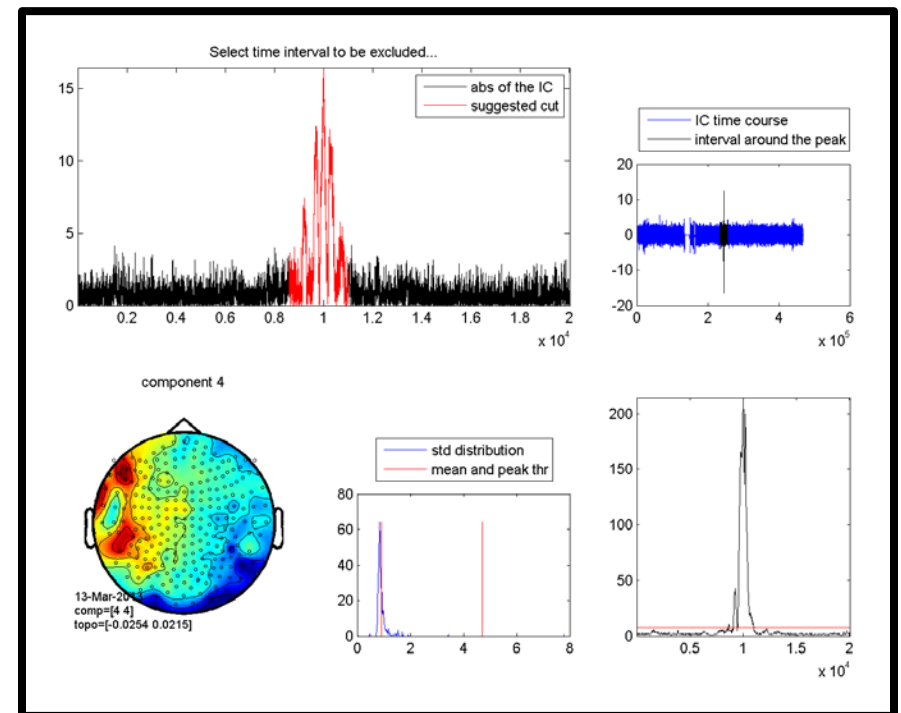 Select time interval to be excluded...
abs of the IC
suggested cut
15
10
5
0
0.2 0.4 0.6 0.8 1 1.2 1.4 1.6 1.8 2
x 10^4
IC time course
interval around the peak
20
10
0
-10
-20
0 2 4 6
x 10^5
component 4
13-Mar-2013
comp=[4 4]
topo=[-0.0254 0.0215]
std distribution
mean and peak thr
80
60
40
20
0
0 2 4 6 8
200
150
100
50
0
0.5 1 1.5 2
x 10^4